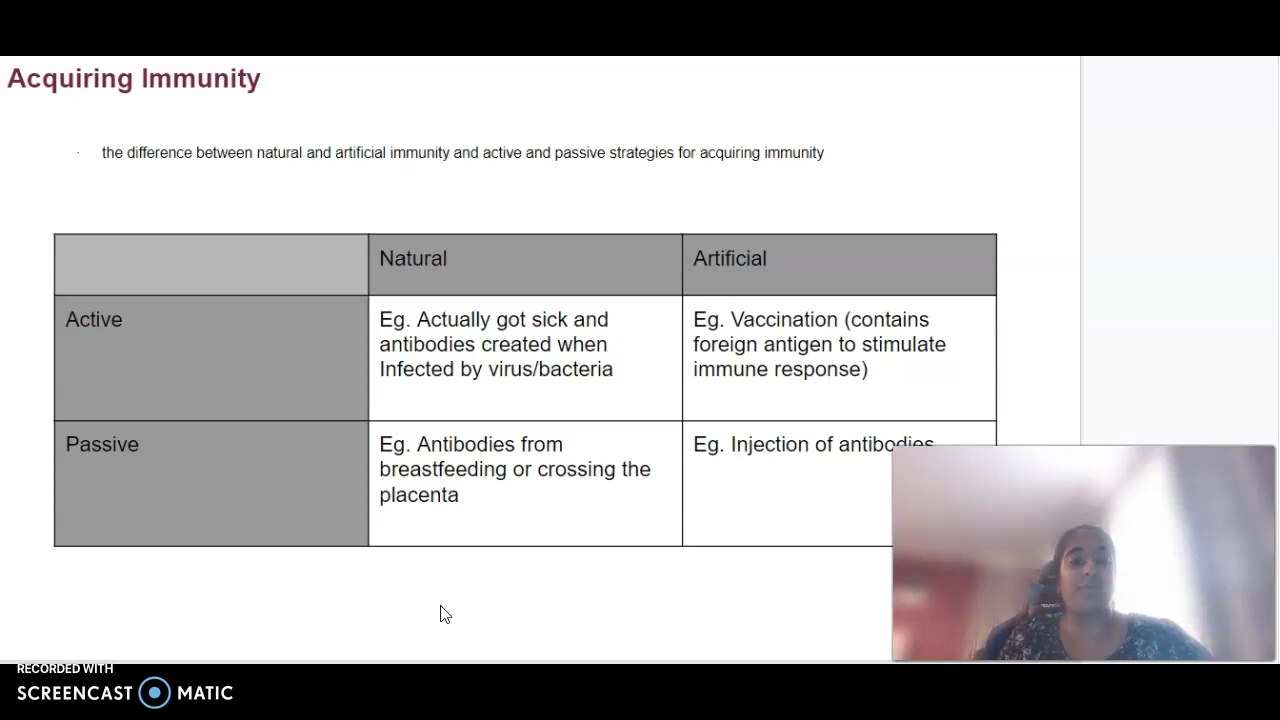 Acquiring Immunity
· the difference between natural and artificial immunity and active and passive strategies for acquiring immunity
Natural
Artificial
Active
Eg. Actually got sick and
antibodies created when
Infected by virus/bacteria
Eg. Vaccination (contains
foreign antigen to stimulate
immune response)
Passive
Eg. Antibodies from
breastfeeding or crossing the
placenta
Eg. Injection of antibodies
RECORDED WITH
SCREENCAST MATIC